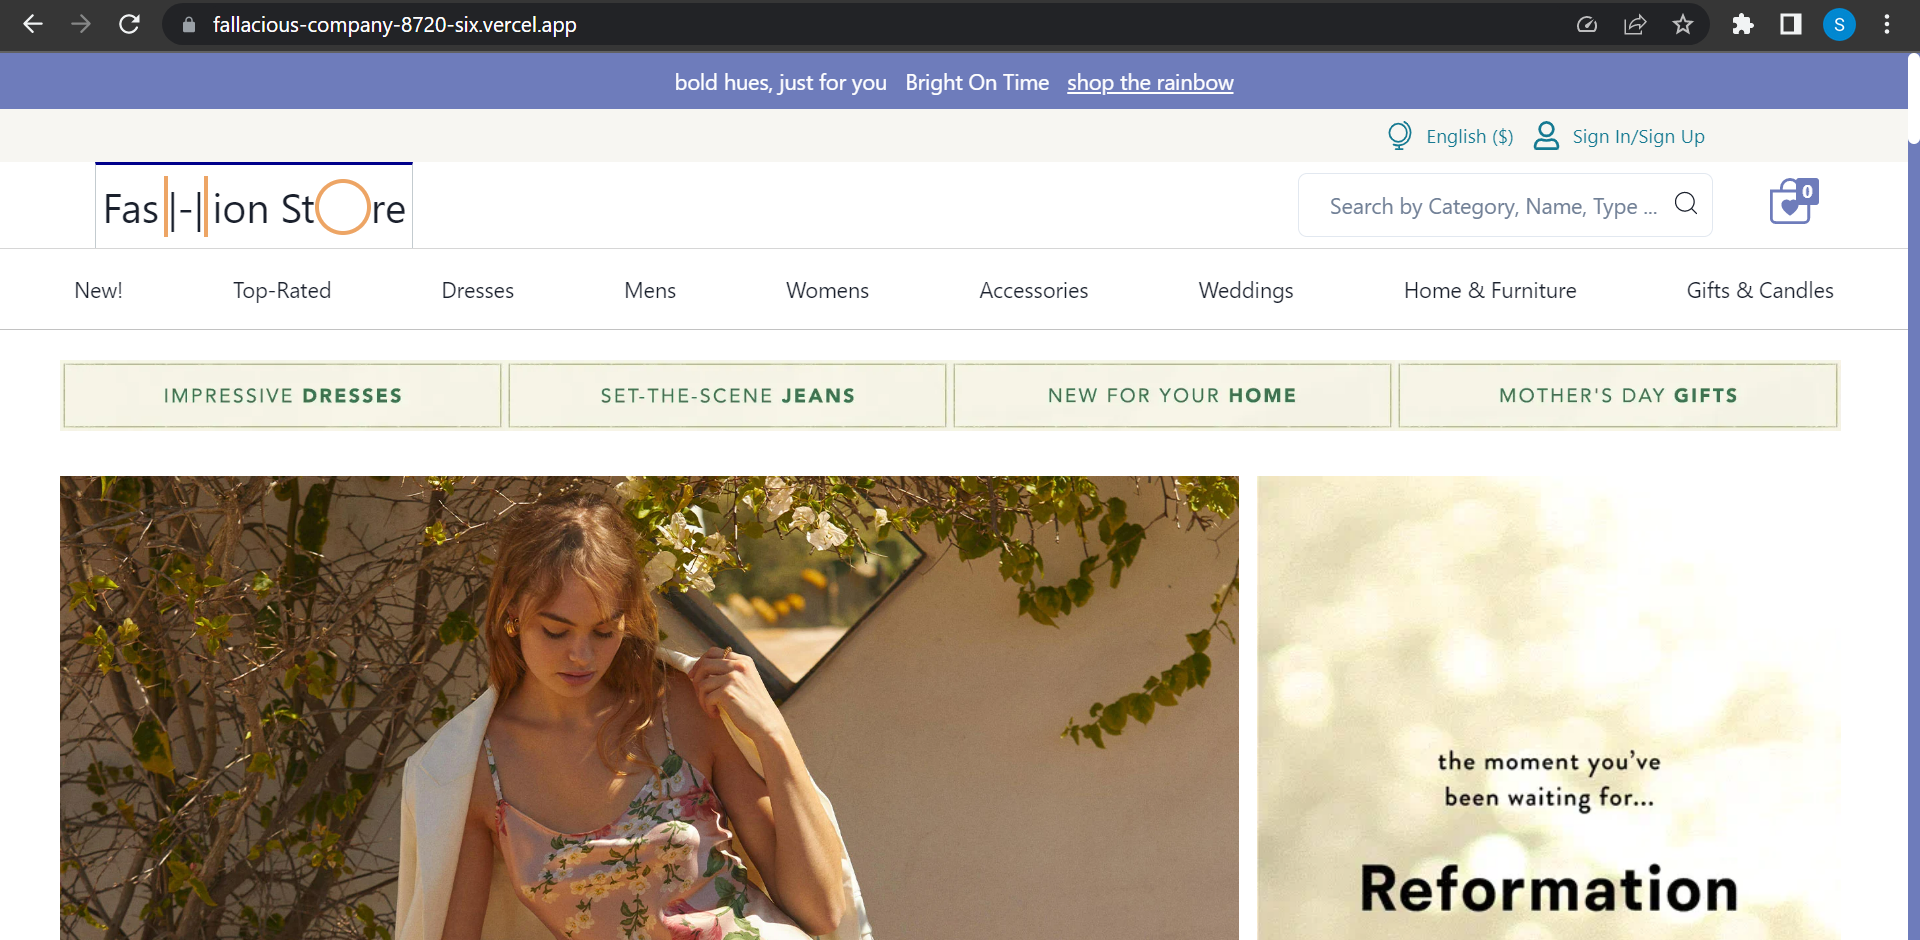 fallacious-company-8720-six.vercel.app
S
bold hues, just for you Bright On Time shop the rainbow
English ($) Sign In/Sign Up
Fas|-|ion Store
Search by Category, Name, Type ...
0
New! Top-Rated Dresses Mens Womens Accessories Weddings Home & Furniture Gifts & Candles
IMPRESSIVE DRESSES SET-THE-SCENE JEANS NEW FOR YOUR HOME MOTHER'S DAY GIFTS
the moment you've
been waiting for...
Reformation